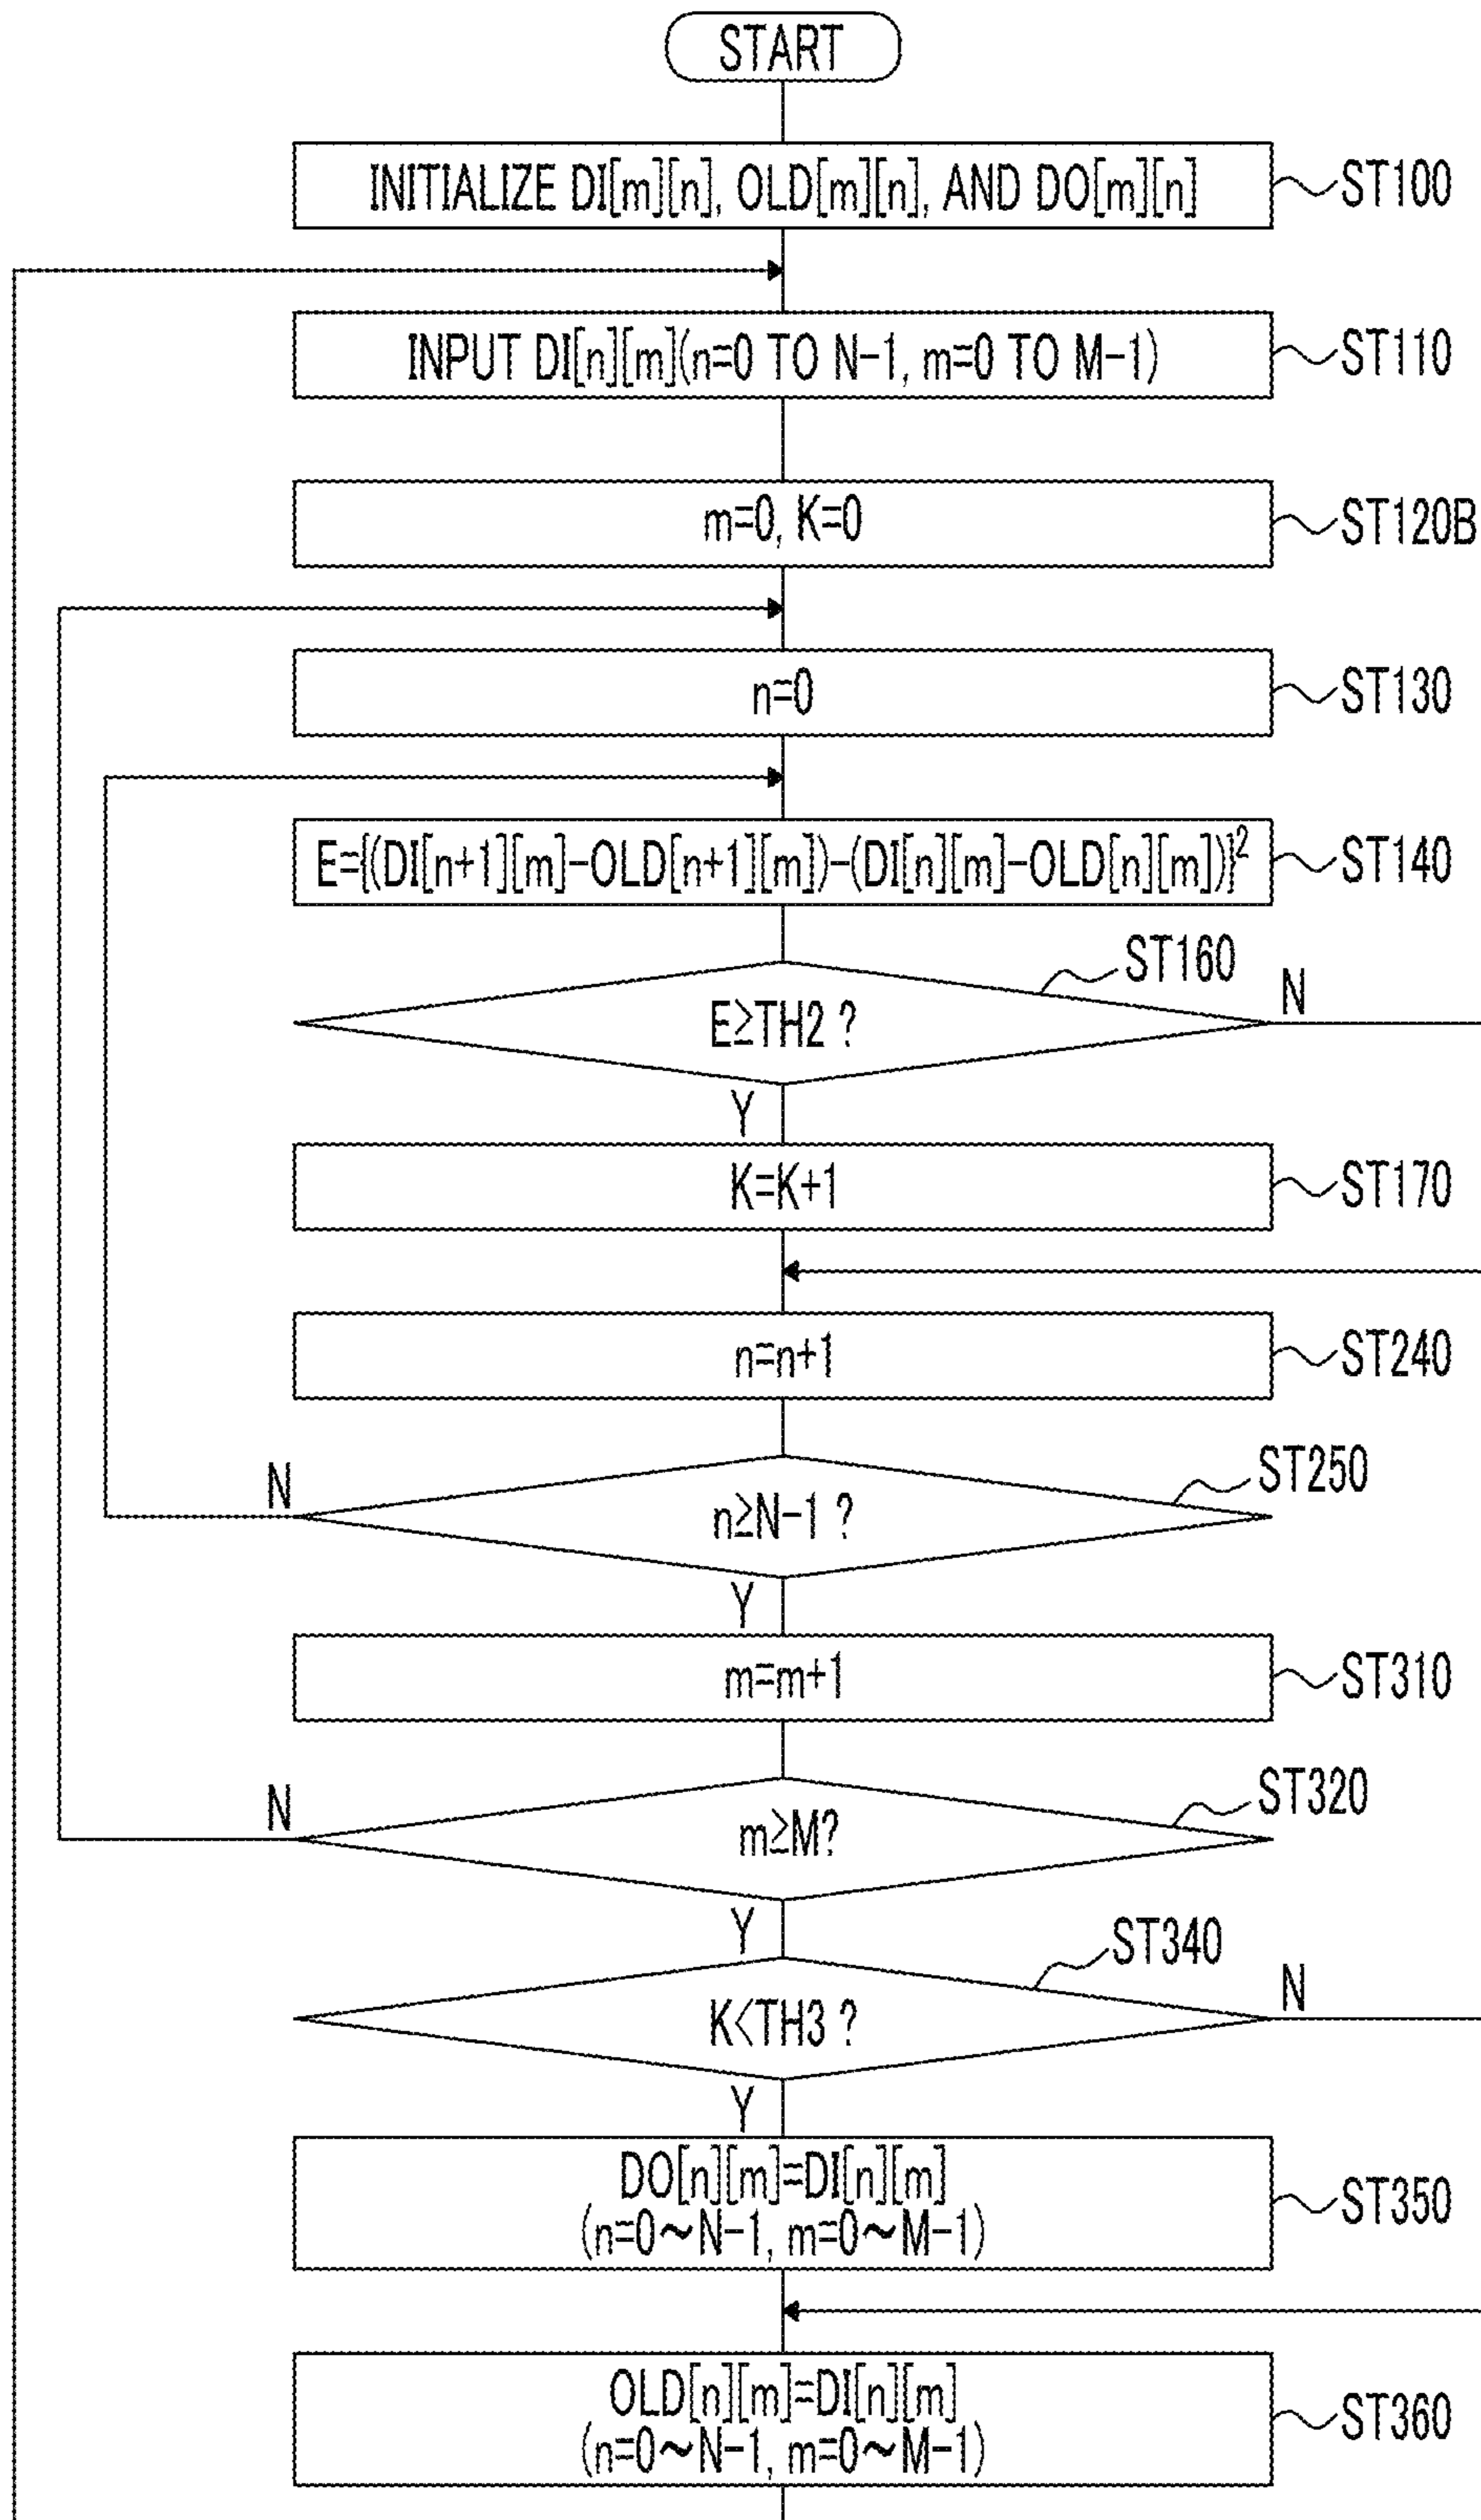 START
INITIALIZE DI[m][n], OLD[m][n], AND DO[m][n]
ST100
INPUT DI[n][m](n=0 TO N-1, m=0 TO M-1)
ST110
m=0, K=0
ST120B
n=0
ST130
E={(DI[n+1][m]-OLD[n+1][m])-(DI[n][m]-OLD[n][m])}²
ST140
ST160
E≥TH2 ?
N
Y
K=K+1
ST170
n=n+1
ST240
ST250
N
n≥N-1 ?
Y
m=m+1
ST310
ST320
N
m≥M?
Y
ST340
K<TH3 ?
N
Y
DO[n][m]=DI[n][m]
(n=0~N-1, m=0~M-1)
ST350
OLD[n][m]=DI[n][m]
(n=0~N-1, m=0~M-1)
ST360